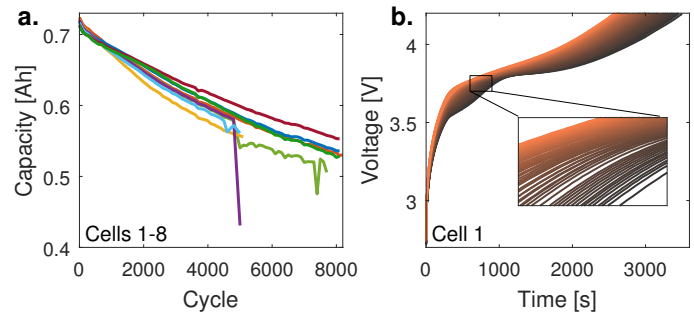 a.
0.7
0.6
0.5
0.4
Capacity [Ah]
Cells 1-8
0 2000 4000 6000 8000
Cycle
b.
4
3.5
3
Voltage [V]
Cell 1
0 1000 2000 3000
Time [s]